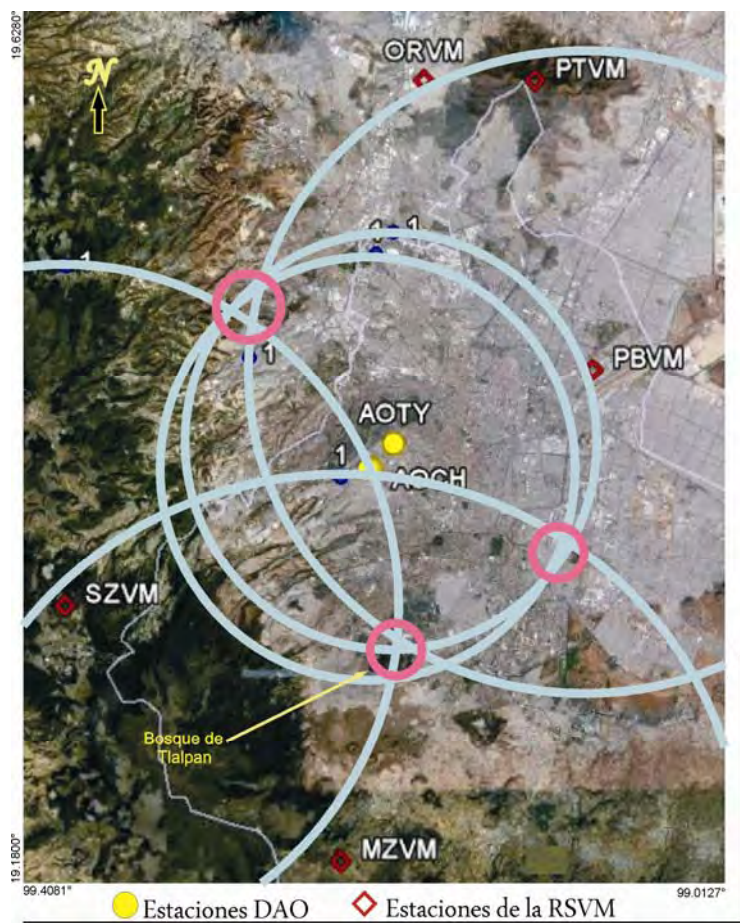 19.6280°
N
ORVM
PTVM
1
1
1
1
PBVM
AOTY
1
AOCH
SZVM
Bosque de
Tlalpan
MZVM
19.1800°
99.4081°
99.0127°
Estaciones DAO
Estaciones de la RSVM